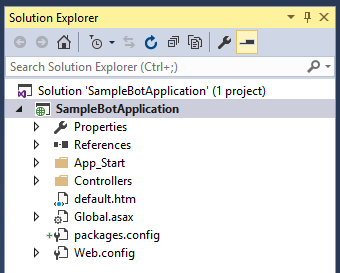 Solution Explorer
Search Solution Explorer (Ctrl+;)
Solution 'SampleBotApplication' (1 project)
SampleBotApplication
Properties
References
App_Start
Controllers
default.htm
Global.asax
packages.config
Web.config